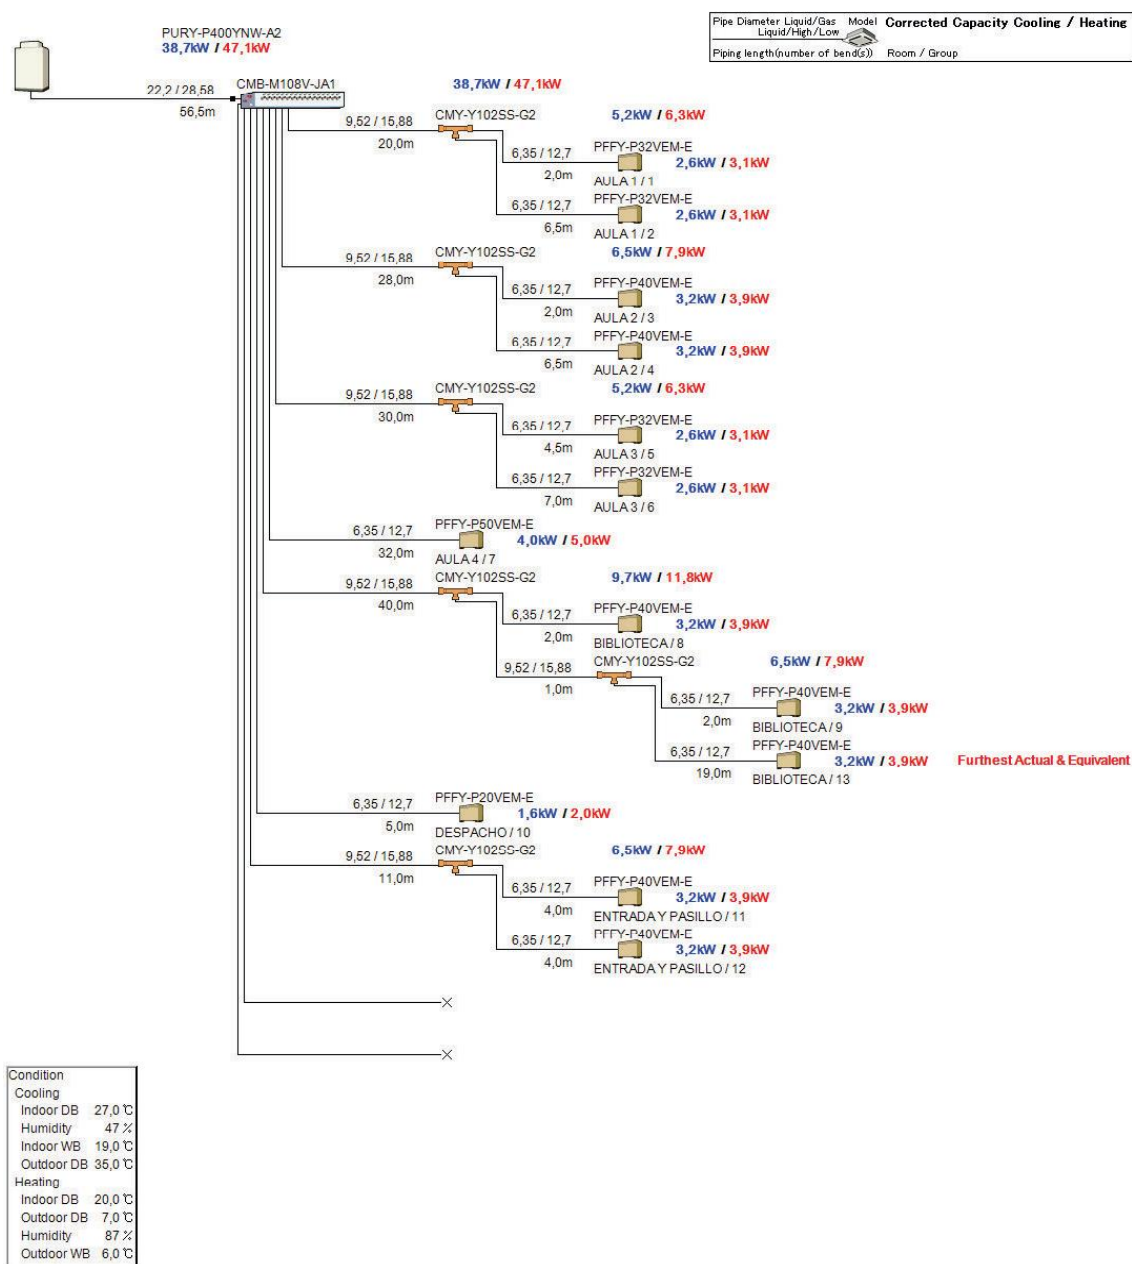 Pipe Diameter Liquid/Gas Model Corrected Capacity Cooling / Heating
Liquid/High/Low
Piping length(number of bend(s)) Room / Group
PURY-P400YNW-A2
38,7kW / 47,1kW
22,2 / 28,58
56,5m
CMB-M108V-JA1
38,7kW / 47,1kW
9,52 / 15,88
20,0m
CMY-Y102SS-G2
5,2kW / 6,3kW
6,35 / 12,7
2,0m
PFFY-P32VEM-E
2,6kW / 3,1kW
AULA 1 / 1
6,35 / 12,7
6,5m
PFFY-P32VEM-E
2,6kW / 3,1kW
AULA 1 / 2
9,52 / 15,88
28,0m
CMY-Y102SS-G2
6,5kW / 7,9kW
6,35 / 12,7
2,0m
PFFY-P40VEM-E
3,2kW / 3,9kW
AULA 2 / 3
6,35 / 12,7
6,5m
PFFY-P40VEM-E
3,2kW / 3,9kW
AULA 2 / 4
9,52 / 15,88
30,0m
CMY-Y102SS-G2
5,2kW / 6,3kW
6,35 / 12,7
4,5m
PFFY-P32VEM-E
2,6kW / 3,1kW
AULA 3 / 5
6,35 / 12,7
7,0m
PFFY-P32VEM-E
2,6kW / 3,1kW
AULA 3 / 6
6,35 / 12,7
32,0m
PFFY-P50VEM-E
4,0kW / 5,0kW
AULA 4 / 7
9,52 / 15,88
40,0m
CMY-Y102SS-G2
9,7kW / 11,8kW
6,35 / 12,7
2,0m
PFFY-P40VEM-E
3,2kW / 3,9kW
BIBLIOTECA / 8
9,52 / 15,88
1,0m
CMY-Y102SS-G2
6,5kW / 7,9kW
6,35 / 12,7
2,0m
PFFY-P40VEM-E
3,2kW / 3,9kW
BIBLIOTECA / 9
6,35 / 12,7
19,0m
PFFY-P40VEM-E
3,2kW / 3,9kW
Furthest Actual & Equivalent
BIBLIOTECA / 13
6,35 / 12,7
5,0m
PFFY-P20VEM-E
1,6kW / 2,0kW
DESPACHO / 10
9,52 / 15,88
11,0m
CMY-Y102SS-G2
6,5kW / 7,9kW
6,35 / 12,7
4,0m
PFFY-P40VEM-E
3,2kW / 3,9kW
ENTRADA Y PASILLO / 11
6,35 / 12,7
4,0m
PFFY-P40VEM-E
3,2kW / 3,9kW
ENTRADA Y PASILLO / 12
Condition
Cooling
Indoor DB 27,0 ℃
Humidity 47 %
Indoor WB 19,0 ℃
Outdoor DB 35,0 ℃
Heating
Indoor DB 20,0 ℃
Outdoor DB 7,0 ℃
Humidity 87 %
Outdoor WB 6,0 ℃